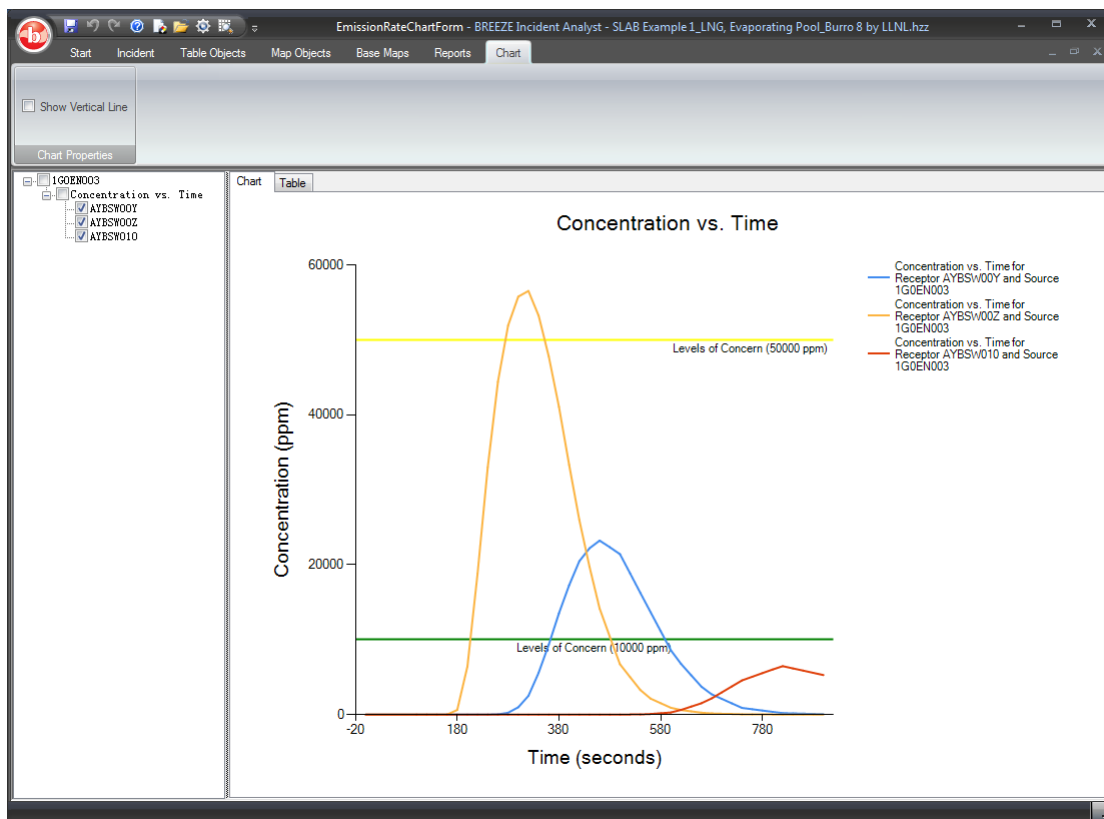 EmissionRateChartForm - BREEZE Incident Analyst - SLAB Example 1_LNG, Evaporating Pool_Burro 8 by LLNL.hzz
b
Start Incident Table Objects Map Objects Base Maps Reports Chart
Show Vertical Line
Chart Properties
1G0EN003
Concentration vs. Time
AYBSW00Y
AYBSW00Z
AYBSW010
Chart Table
Concentration vs. Time
Concentration vs. Time for
Receptor AYBSW00Y and Source
1G0EN003
Concentration vs. Time for
Receptor AYBSW00Z and Source
1G0EN003
Concentration vs. Time for
Receptor AYBSW010 and Source
1G0EN003
60000
Levels of Concern (50000 ppm)
40000
Concentration (ppm)
20000
Levels of Concern (10000 ppm)
0
-20 180 380 580 780
Time (seconds)